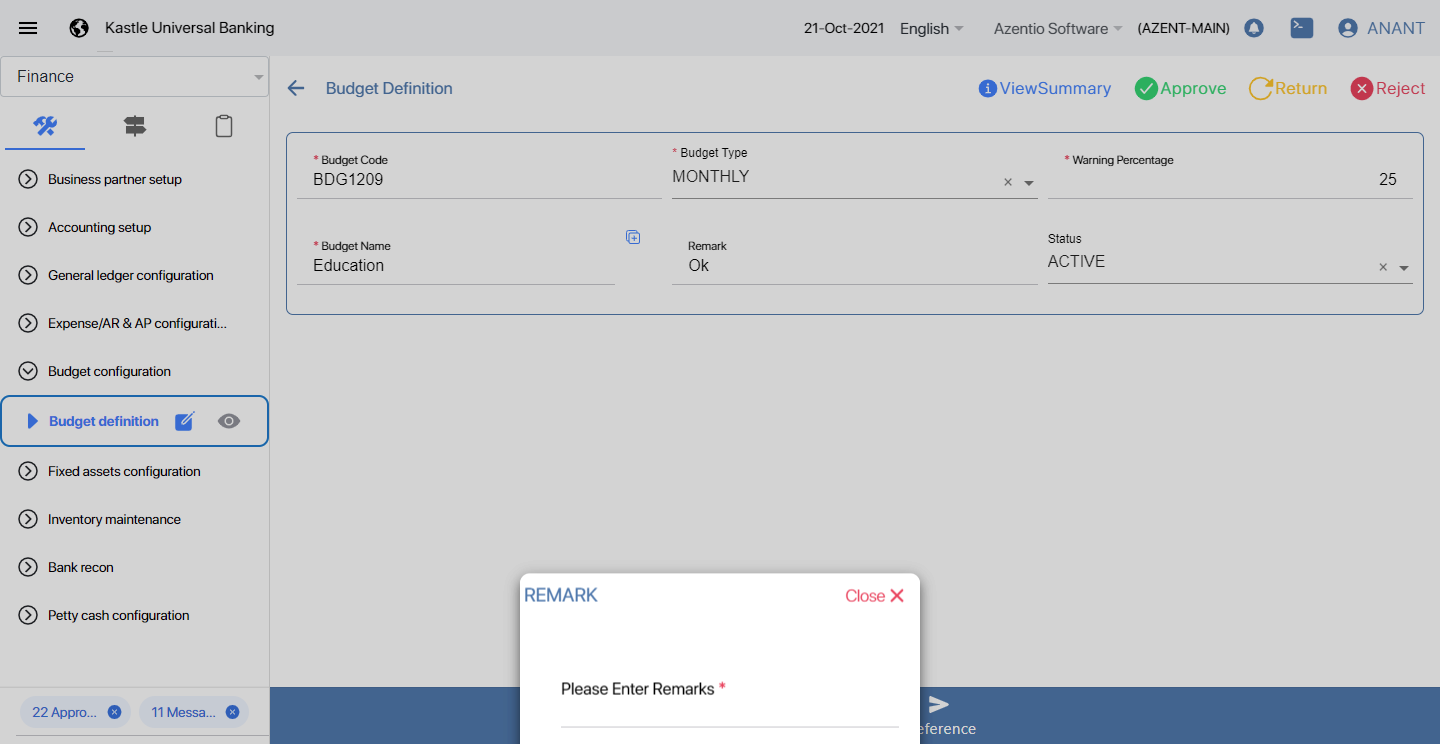 Kastle Universal Banking
21-Oct-2021
English
Azentio Software
(AZENT-MAIN)
ANANT
Finance
Business partner setup
Accounting setup
General ledger configuration
Expense/AR & AP configurati...
Budget configuration
Budget definition
Fixed assets configuration
Inventory maintenance
Bank recon
Petty cash configuration
22 Appro...
11 Messa...
Budget Definition
ViewSummary
Approve
Return
Reject
* Budget Code
BDG1209
* Budget Type
MONTHLY
* Warning Percentage
25
* Budget Name
Education
Remark
Ok
Status
ACTIVE
REMARK
Close
Please Enter Remarks *
eference